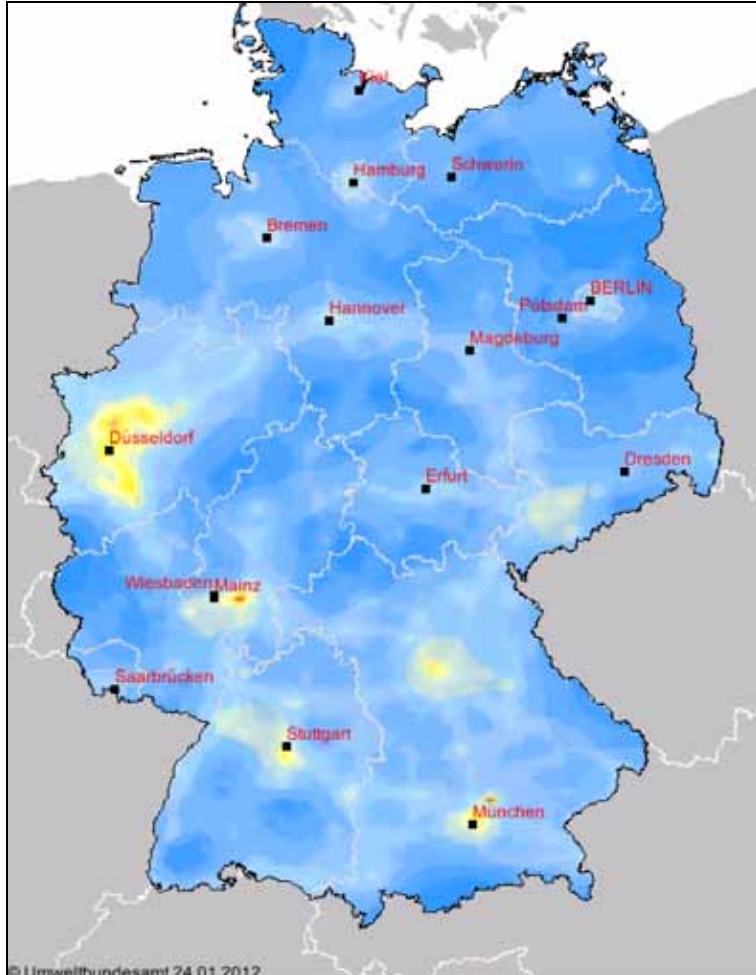 Kiel
Hamburg
Schwerin
Bremen
BERLIN
Potsdam
Hannover
Magdeburg
Düsseldorf
Dresden
Erfurt
Wiesbaden
Mainz
Saarbrücken
Stuttgart
München
© Umweltbundesamt 24.01.2012